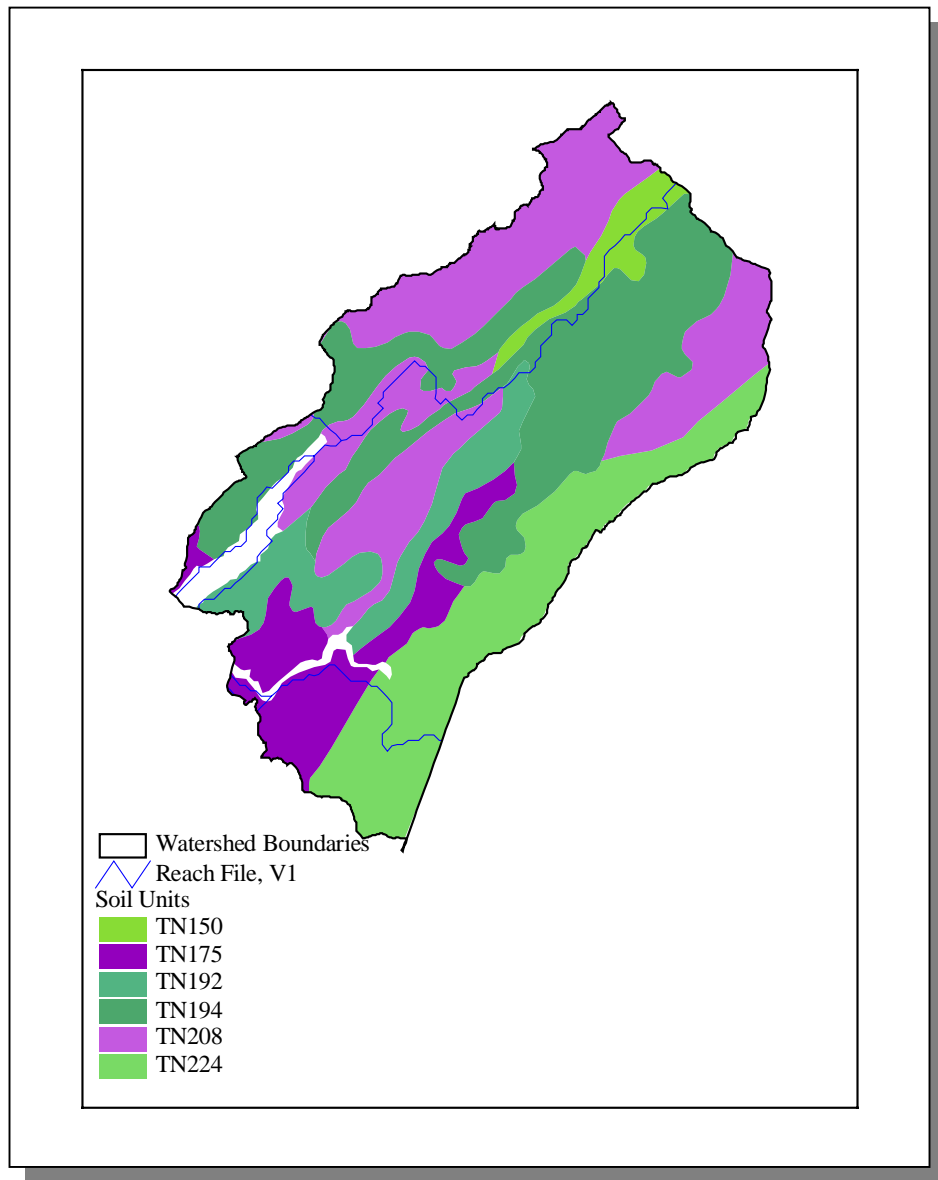 Watershed Boundaries
Reach File, V1
Soil Units
TN150
TN175
TN192
TN194
TN208
TN224